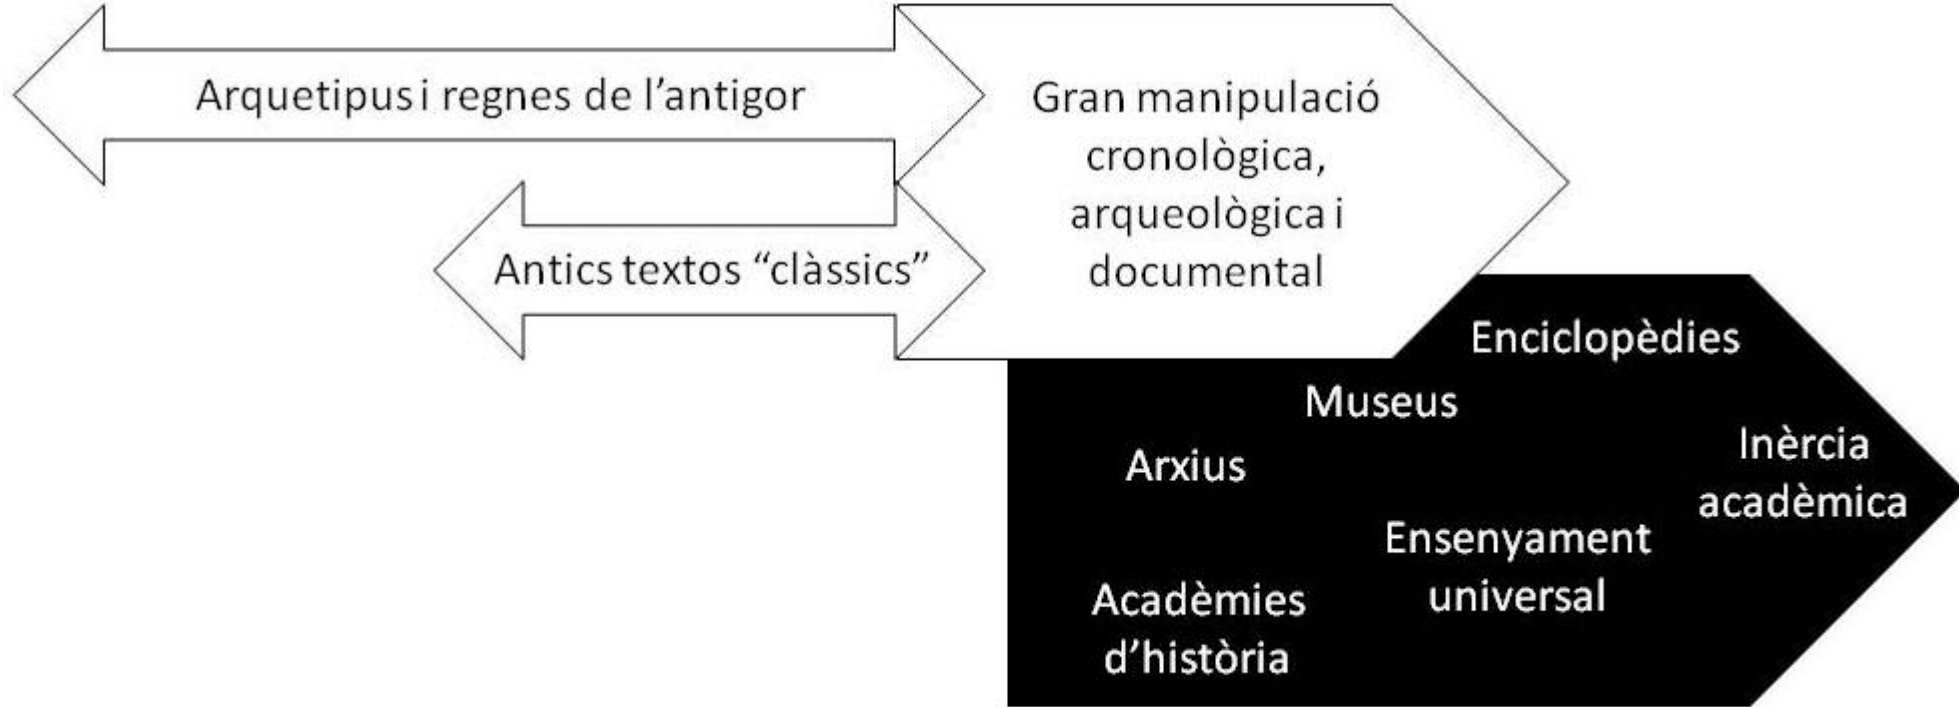 Arquetipus i regnes de l’antigor
Gran manipulació
cronològica,
arqueològica i
documental
Antics textos “clàssics”
Enciclopèdies
Museus
Arxius
Inèrcia
acadèmica
Ensenyament
universal
Acadèmies
d’història